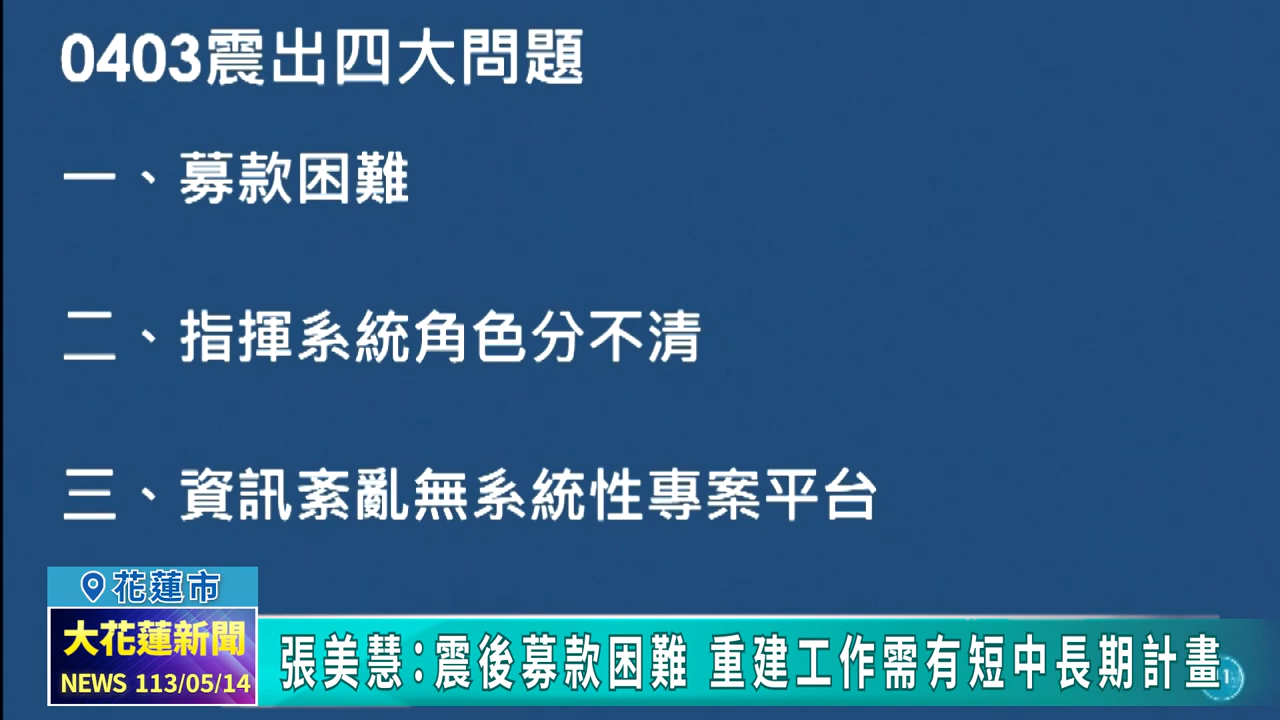 0403震出四大問題
一、募款困難
二、指揮系統角色分不清
三、資訊紊亂無系統性專案平台
花蓮市
大花蓮新聞
NEWS 113/05/14
張美慧:震後募款困難 重建工作需有短中長期計畫
1